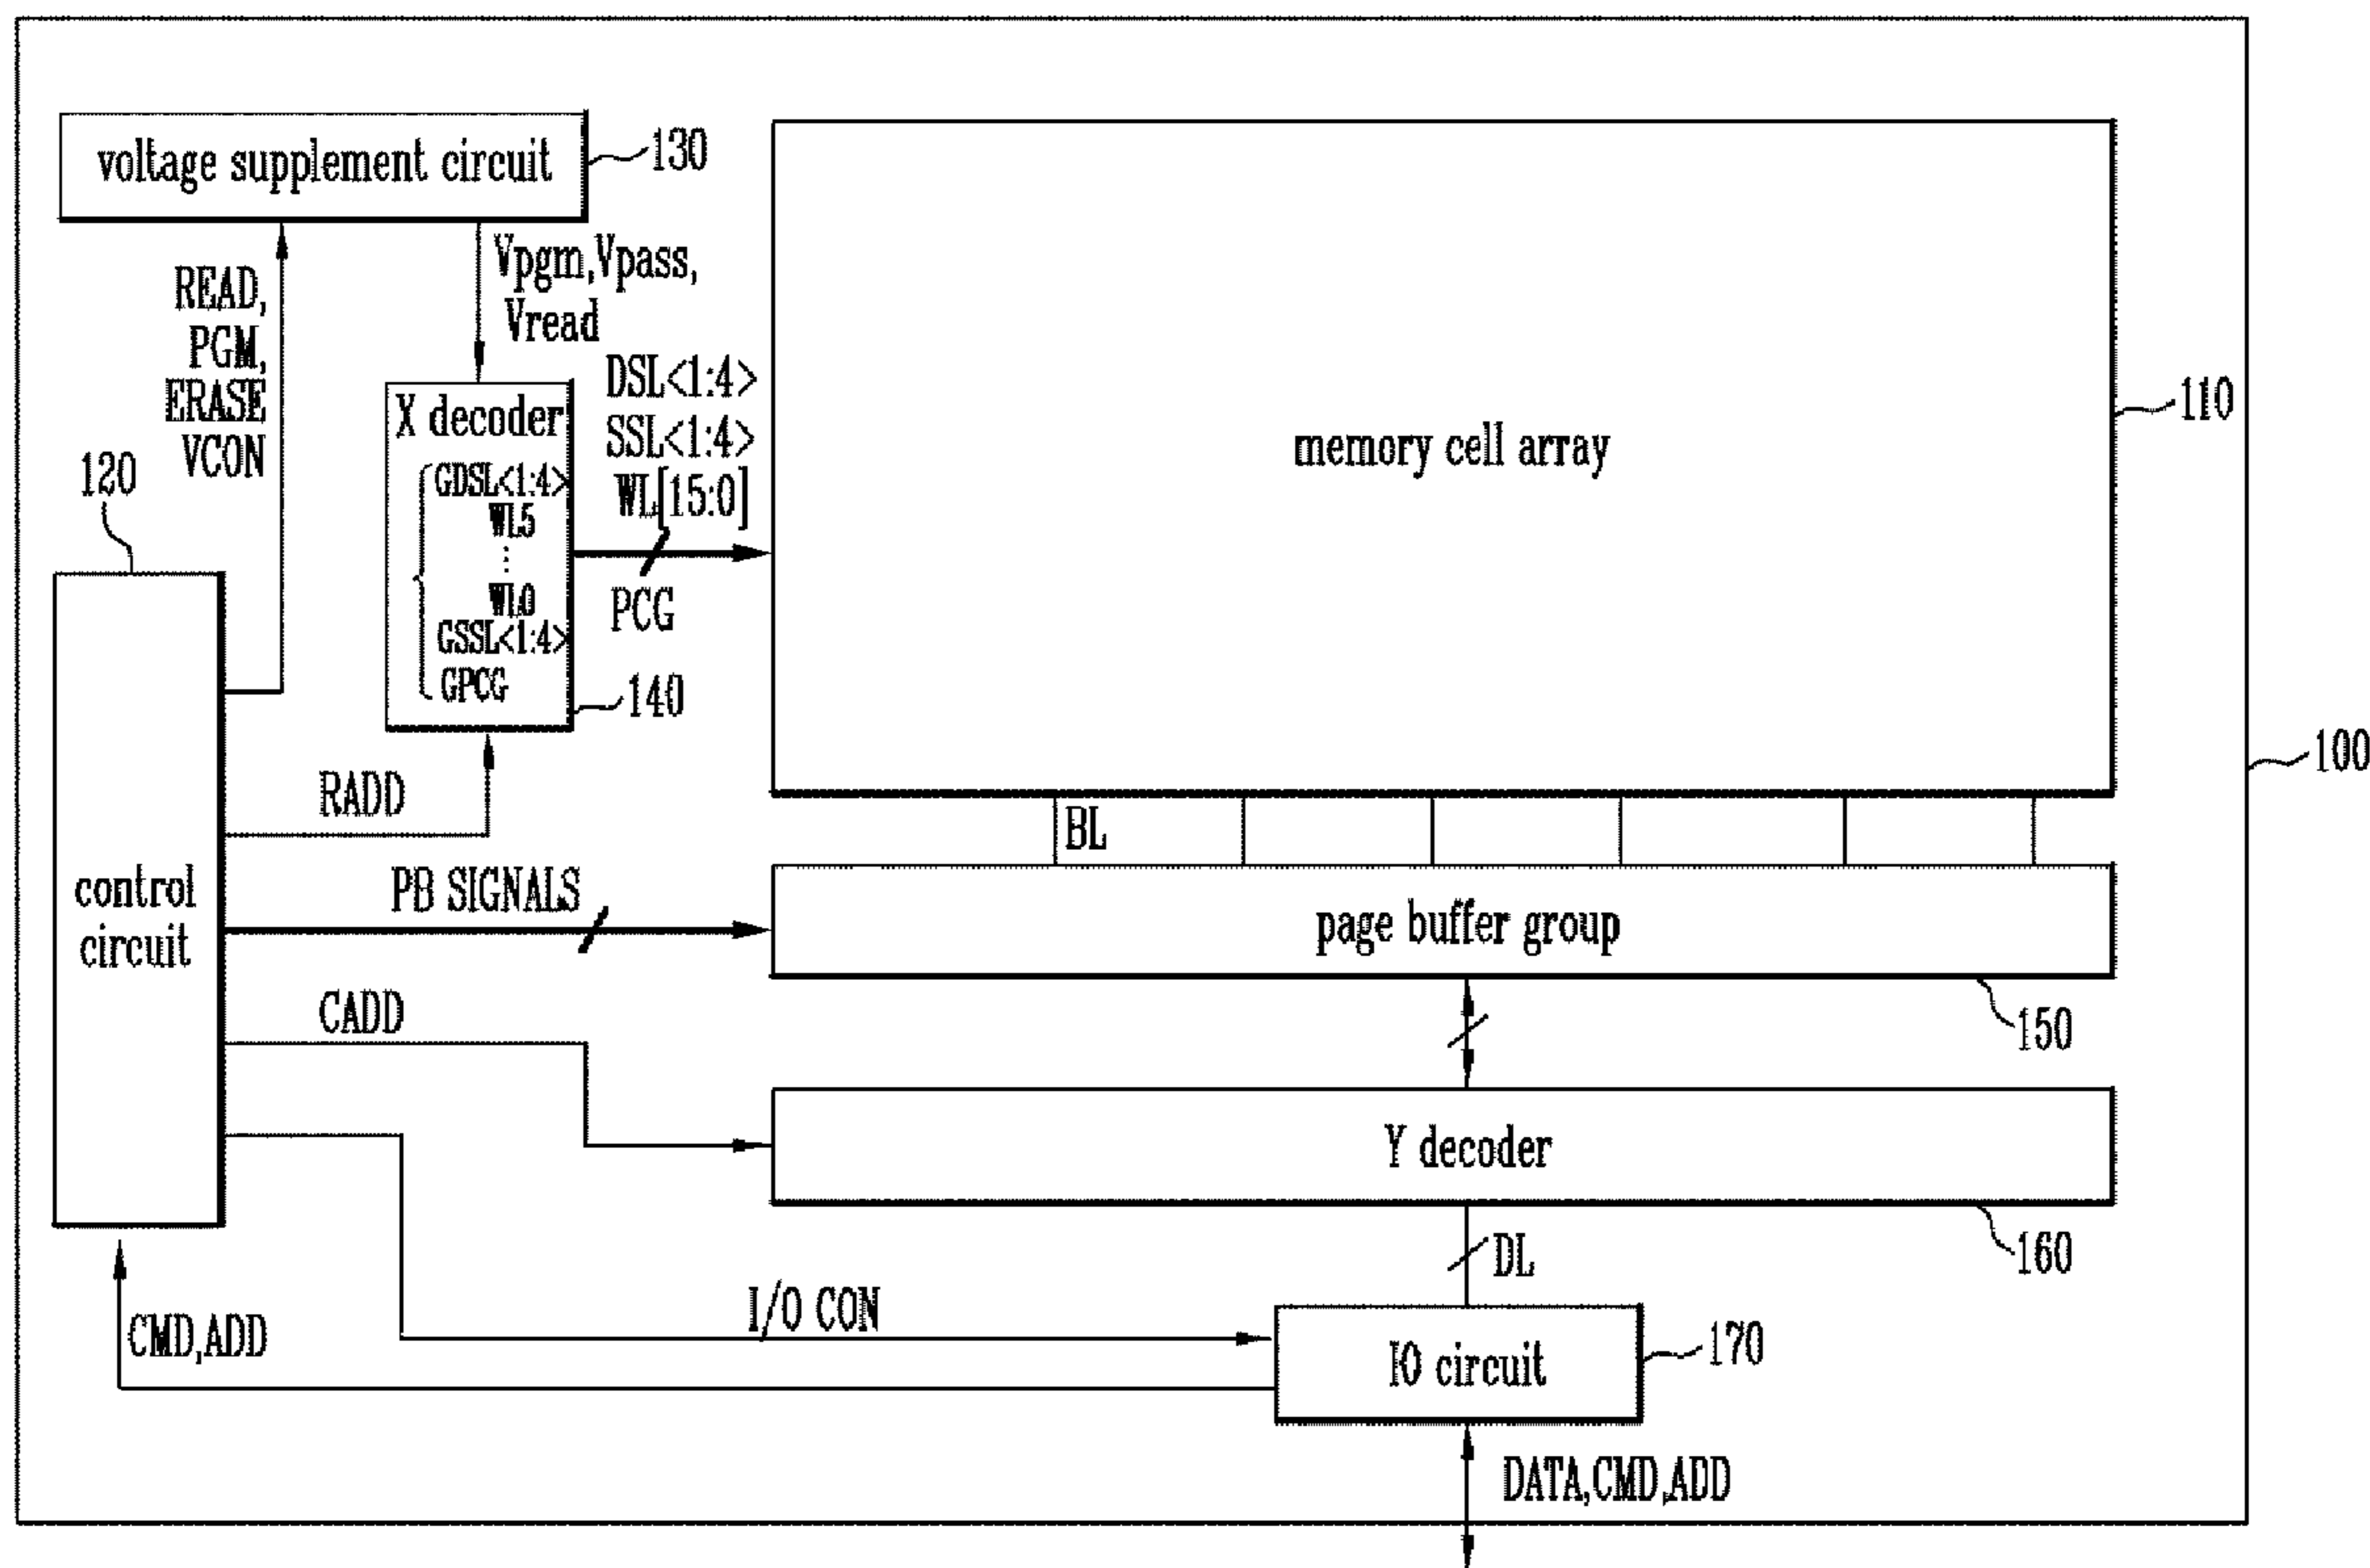 voltage supplement circuit
130
Vpgm,Vpass,
Vread
READ,
PGM,
ERASE
VCON
X decoder
GDSL<1:4>
WL5
⋮
WL0
GSSL<1:4>
GPCG
140
DSL<1:4>
SSL<1:4>
WL[15:0]
PCG
memory cell array
110
100
120
control
circuit
RADD
PB SIGNALS
CADD
BL
page buffer group
150
Y decoder
160
DL
I/O CON
CMD,ADD
IO circuit
170
DATA,CMD,ADD